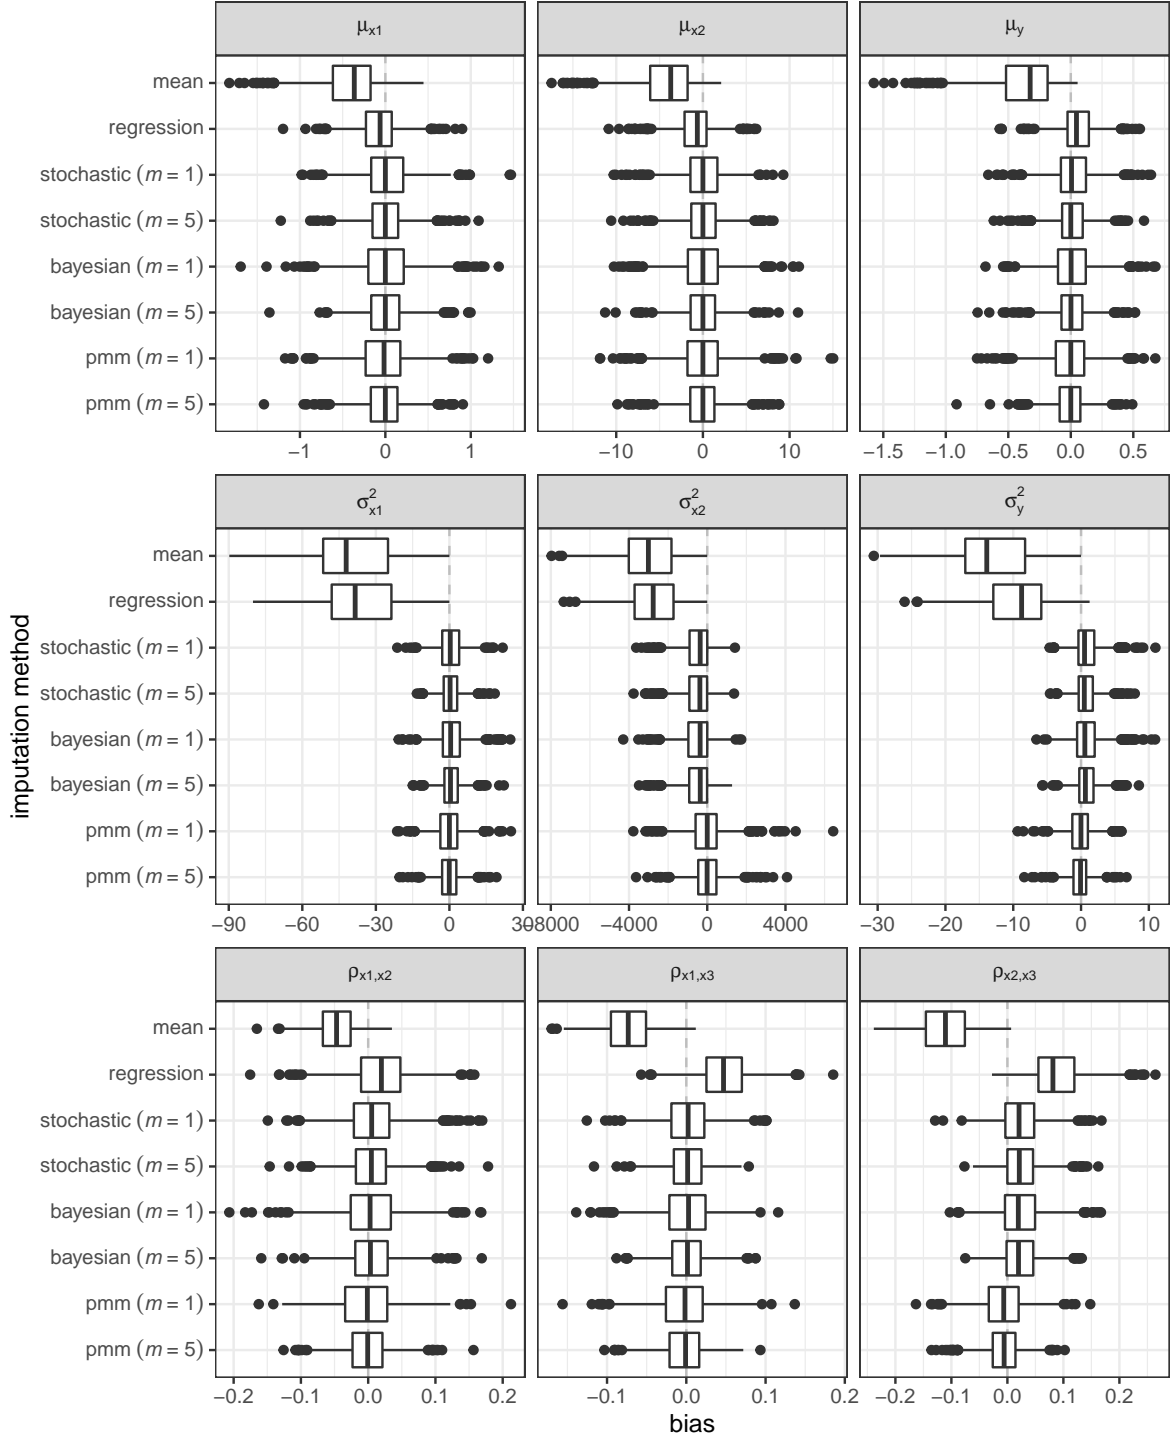 μx1 μx2 μy
mean
regression
stochastic (m = 1)
stochastic (m = 5)
bayesian (m = 1)
bayesian (m = 5)
pmm (m = 1)
pmm (m = 5)
−1 0 1 −10 0 10 −1.5 −1.0 −0.5 0.0 0.5
σ²x1 σ²x2 σ²y
mean
regression
stochastic (m = 1)
stochastic (m = 5)
bayesian (m = 1)
bayesian (m = 5)
pmm (m = 1)
pmm (m = 5)
−90 −60 −30 0 30 −8000 −4000 0 4000 −30 −20 −10 0 10
imputation method
ρx1,x2 ρx1,x3 ρx2,x3
mean
regression
stochastic (m = 1)
stochastic (m = 5)
bayesian (m = 1)
bayesian (m = 5)
pmm (m = 1)
pmm (m = 5)
−0.2 −0.1 0.0 0.1 0.2 −0.1 0.0 0.1 0.2 −0.2 −0.1 0.0 0.1 0.2
bias